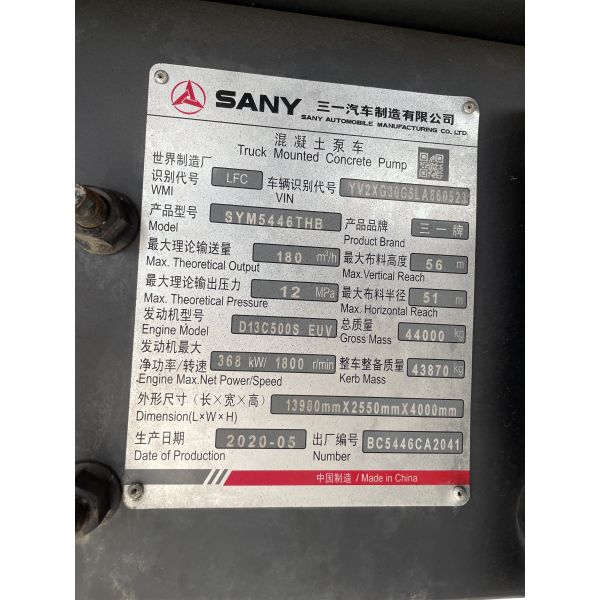 SANY 三一汽车制造有限公司
SANY AUTOMOBILE MANUFACTURING CO., LTD.
混凝土泵车
Truck Mounted Concrete Pump
世界制造厂
识别代号 LFC 车辆识别代号 YV2XG30G5LA860523
WMI VIN
产品型号 SYM5446THB 产品品牌 三一牌
Model Product Brand
最大理论输送量 180 m³/h 最大布料高度 56 m
Max. Theoretical Output Max.Vertical Reach
最大理论输出压力 12 MPa 最大布料半径 51 m
Max. Theoretical Pressure Max. Horizontal Reach
发动机型号 D13C500S EUV 总质量 44000 kg
Engine Model Gross Mass
发动机最大
净功率/转速 368 kW/ 1800 r/min 整车整备质量 43870 kg
Engine Max.Net Power/Speed Kerb Mass
外形尺寸（长×宽×高） 13980mmX2550mmX4000mm
Dimension(L×W×H)
生产日期 2020-05 出厂编号 BC5446CA2041
Date of Production Number
中国制造 / Made in China